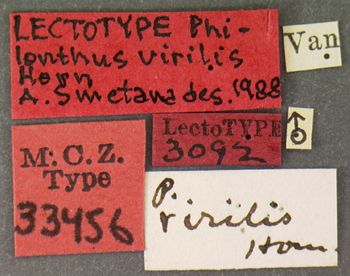 LECTOTYPE Phi-
lonthus virilis
Horn
A. Smetana des. 1988
Van
LectoTYPE
3092
♂
M.C.Z.
Type
33456
P.
virilis
Horn.